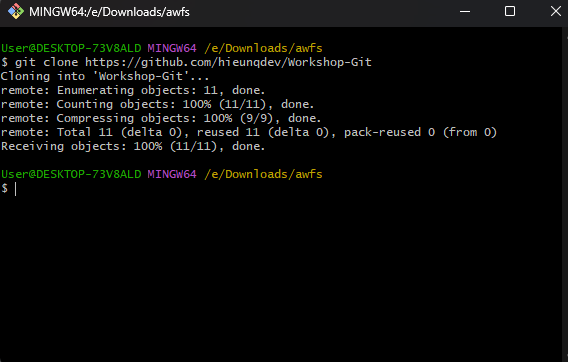 MINGW64:/e/Downloads/awfs
User@DESKTOP-73V8ALD MINGW64 /e/Downloads/awfs
$ git clone https://github.com/hieunqdev/Workshop-Git
Cloning into 'Workshop-Git'...
remote: Enumerating objects: 11, done.
remote: Counting objects: 100% (11/11), done.
remote: Compressing objects: 100% (9/9), done.
remote: Total 11 (delta 0), reused 11 (delta 0), pack-reused 0 (from 0)
Receiving objects: 100% (11/11), done.
User@DESKTOP-73V8ALD MINGW64 /e/Downloads/awfs
$